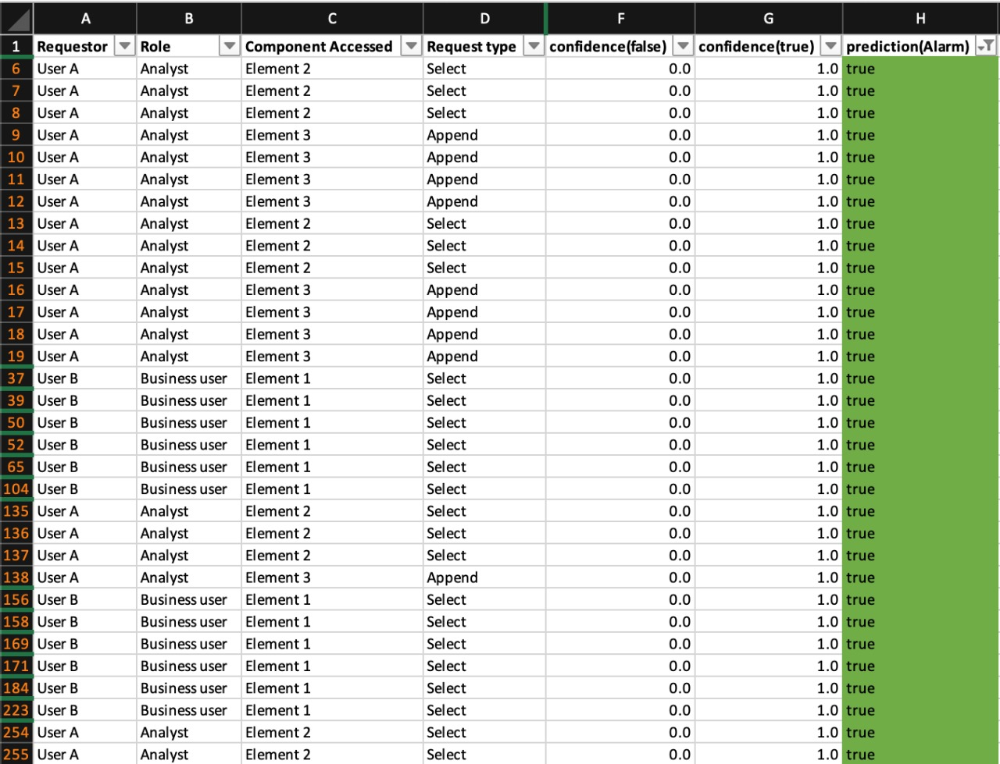 A B C D F G H
1 Requestor Role Component Accessed Request type confidence(false) confidence(true) prediction(Alarm)
6 User A Analyst Element 2 Select 0.0 1.0 true
7 User A Analyst Element 2 Select 0.0 1.0 true
8 User A Analyst Element 2 Select 0.0 1.0 true
9 User A Analyst Element 3 Append 0.0 1.0 true
10 User A Analyst Element 3 Append 0.0 1.0 true
11 User A Analyst Element 3 Append 0.0 1.0 true
12 User A Analyst Element 3 Append 0.0 1.0 true
13 User A Analyst Element 2 Select 0.0 1.0 true
14 User A Analyst Element 2 Select 0.0 1.0 true
15 User A Analyst Element 2 Select 0.0 1.0 true
16 User A Analyst Element 3 Append 0.0 1.0 true
17 User A Analyst Element 3 Append 0.0 1.0 true
18 User A Analyst Element 3 Append 0.0 1.0 true
19 User A Analyst Element 3 Append 0.0 1.0 true
37 User B Business user Element 1 Select 0.0 1.0 true
39 User B Business user Element 1 Select 0.0 1.0 true
50 User B Business user Element 1 Select 0.0 1.0 true
52 User B Business user Element 1 Select 0.0 1.0 true
65 User B Business user Element 1 Select 0.0 1.0 true
104 User B Business user Element 1 Select 0.0 1.0 true
135 User A Analyst Element 2 Select 0.0 1.0 true
136 User A Analyst Element 2 Select 0.0 1.0 true
137 User A Analyst Element 2 Select 0.0 1.0 true
138 User A Analyst Element 3 Append 0.0 1.0 true
156 User B Business user Element 1 Select 0.0 1.0 true
158 User B Business user Element 1 Select 0.0 1.0 true
169 User B Business user Element 1 Select 0.0 1.0 true
171 User B Business user Element 1 Select 0.0 1.0 true
184 User B Business user Element 1 Select 0.0 1.0 true
223 User B Business user Element 1 Select 0.0 1.0 true
254 User A Analyst Element 2 Select 0.0 1.0 true
255 User A Analyst Element 2 Select 0.0 1.0 true